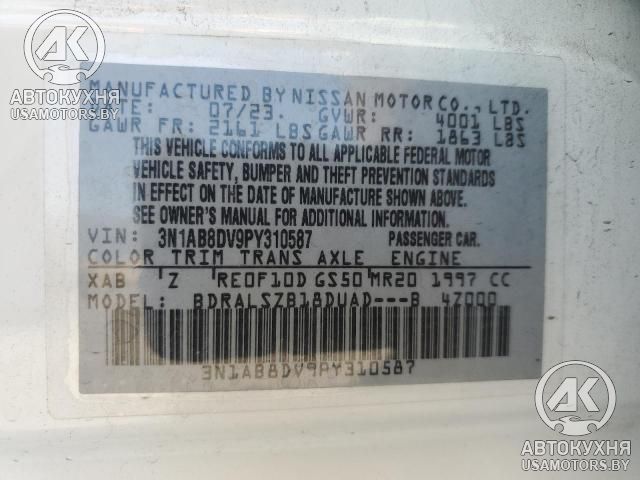 MANUFACTURED BY NISSAN MOTOR CO., LTD.
DATE: 07/23. GVWR: 4001 LBS
GAWR FR: 2161 LBS GAWR RR: 1863 LBS
THIS VEHICLE CONFORMS TO ALL APPLICABLE FEDERAL MOTOR
VEHICLE SAFETY, BUMPER AND THEFT PREVENTION STANDARDS
IN EFFECT ON THE DATE OF MANUFACTURE SHOWN ABOVE.
SEE OWNER'S MANUAL FOR ADDITIONAL INFORMATION.
VIN: 3N1AB8DV9PY310587 PASSENGER CAR.
COLOR TRIM TRANS AXLE ENGINE
XAB Z RE0F10D GS50 MR20 1997 CC
MODEL: BDRALSZB18DUAD---B 4Z000
3N1AB8DV9PY310587
АК
АВТОКУХНЯ
USAMOTORS.BY
АК
АВТОКУХНЯ
USAMOTORS.BY